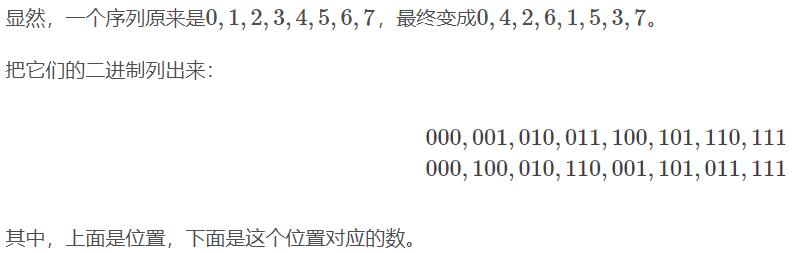 显然，一个序列原来是0, 1, 2, 3, 4, 5, 6, 7，最终变成0, 4, 2, 6, 1, 5, 3, 7。
把它们的二进制列出来：
000, 001, 010, 011, 100, 101, 110, 111
000, 100, 010, 110, 001, 101, 011, 111
其中，上面是位置，下面是这个位置对应的数。